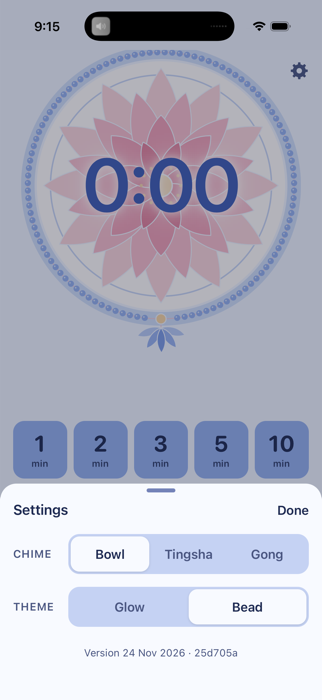 9:15
0:00
1 2 3 5 10
min min min min min
Settings Done
CHIME Bowl Tingsha Gong
THEME Glow Bead
Version 24 Nov 2026 · 25d705a